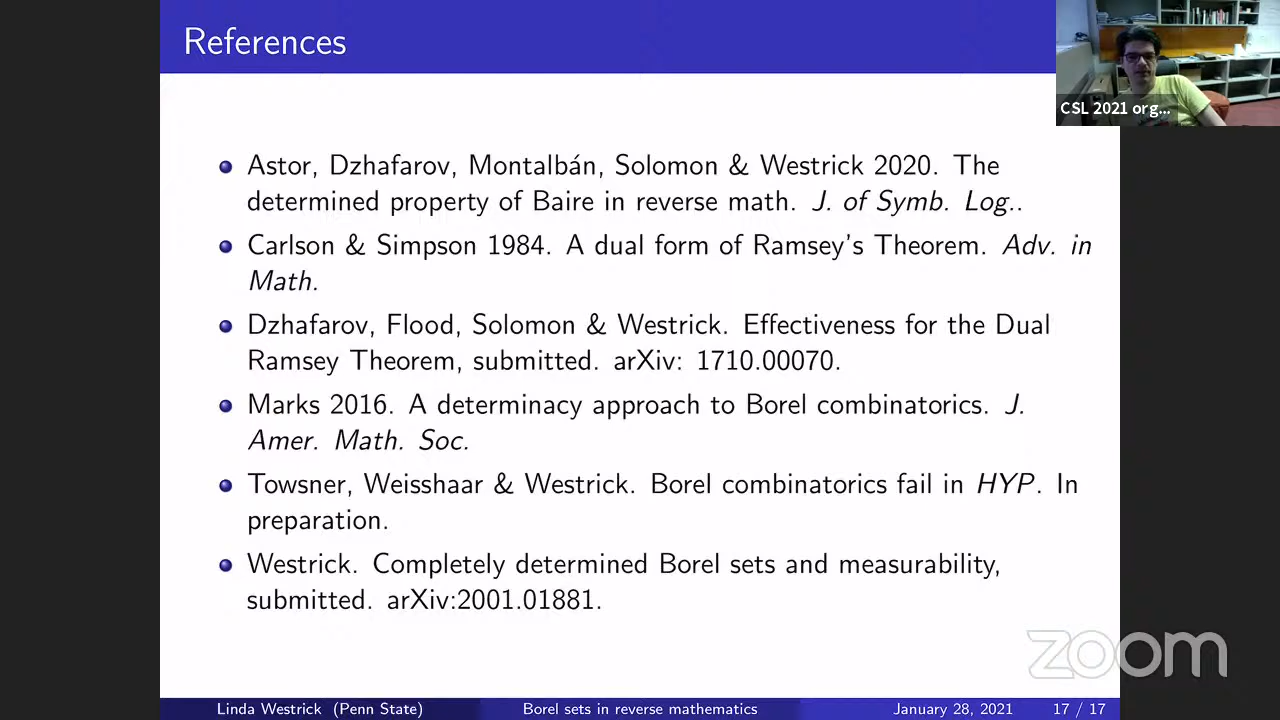 References
CSL 2021 org...
Astor, Dzhafarov, Montalbán, Solomon & Westrick 2020. The
determined property of Baire in reverse math. J. of Symb. Log..
Carlson & Simpson 1984. A dual form of Ramsey's Theorem. Adv. in
Math.
Dzhafarov, Flood, Solomon & Westrick. Effectiveness for the Dual
Ramsey Theorem, submitted. arXiv: 1710.00070.
Marks 2016. A determinacy approach to Borel combinatorics. J.
Amer. Math. Soc.
Towsner, Weisshaar & Westrick. Borel combinatorics fail in HYP. In
preparation.
Westrick. Completely determined Borel sets and measurability,
submitted. arXiv:2001.01881.
zoom
Linda Westrick (Penn State) Borel sets in reverse mathematics January 28, 2021 17 / 17